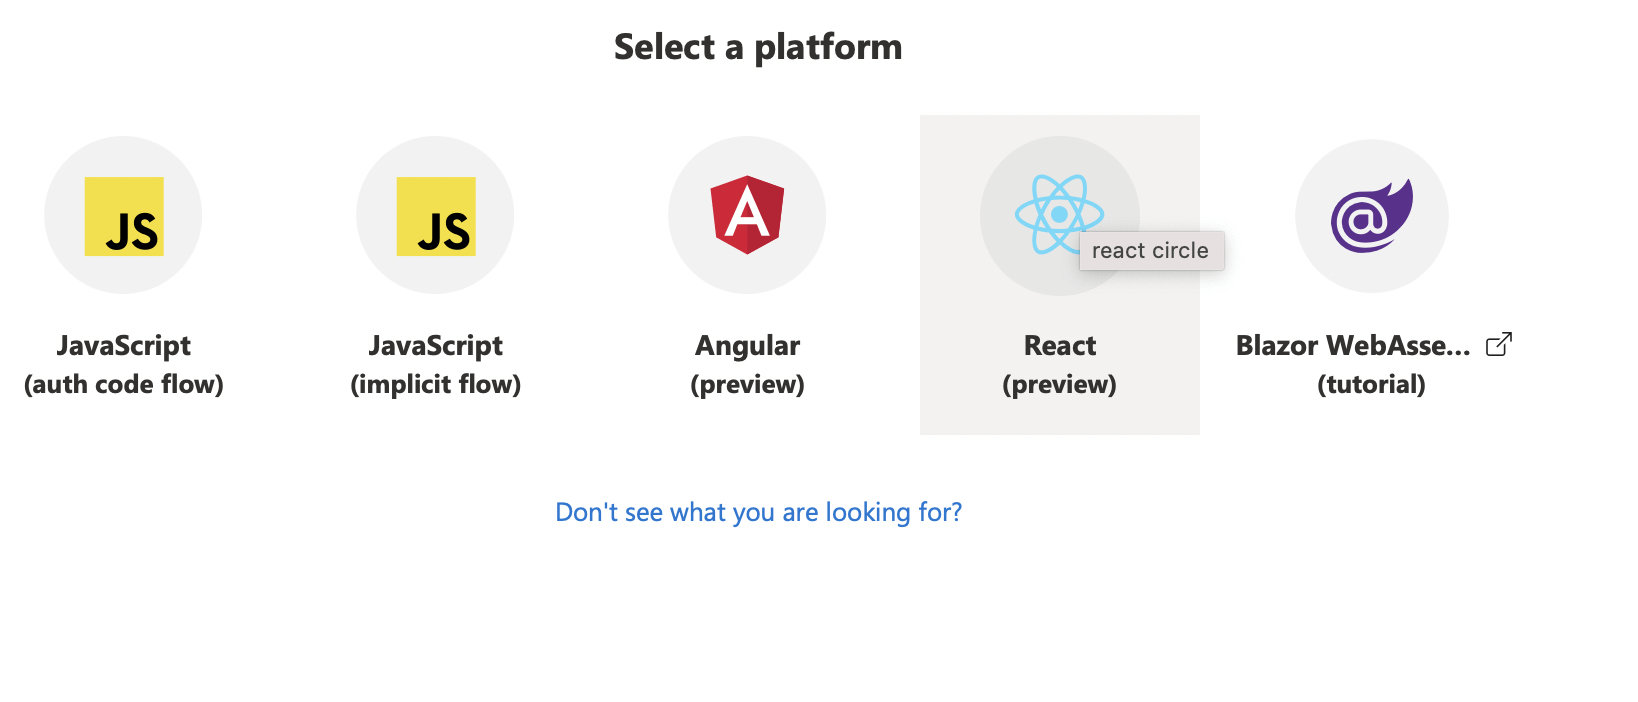 Select a platform
JS
JS
react circle
JavaScript
(auth code flow)
JavaScript
(implicit flow)
Angular
(preview)
React
(preview)
Blazor WebAsse...
(tutorial)
Don't see what you are looking for?